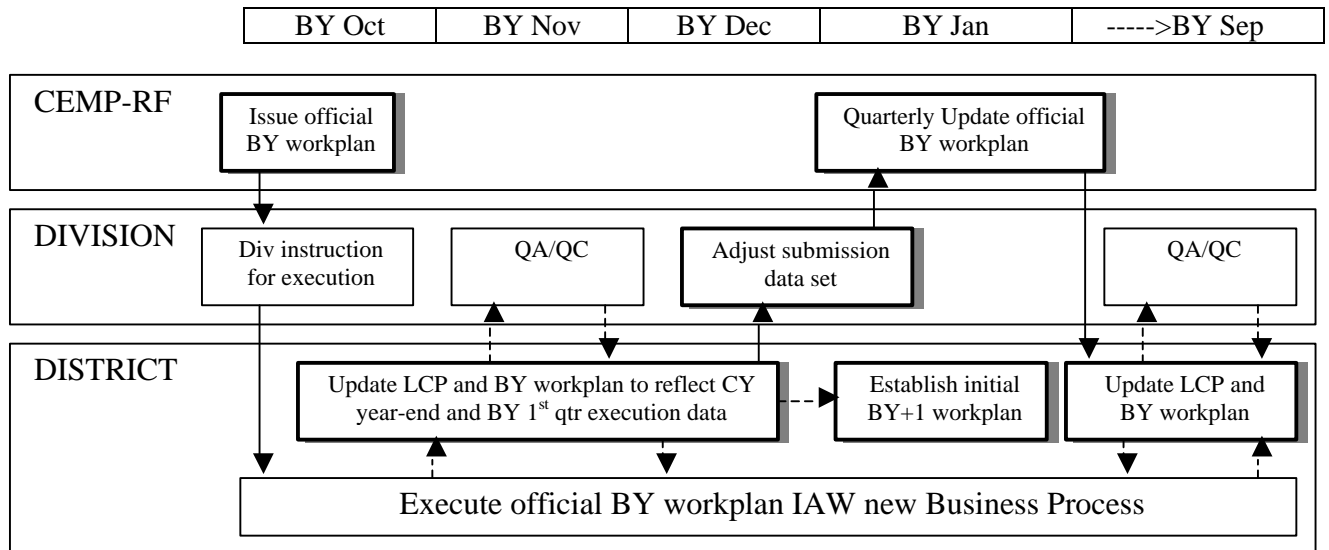 BY Oct BY Nov BY Dec BY Jan ----->BY Sep
CEMP-RF
Issue official
BY workplan
Quarterly Update official
BY workplan
DIVISION
Div instruction
for execution
QA/QC
Adjust submission
data set
QA/QC
DISTRICT
Update LCP and BY workplan to reflect CY
year-end and BY 1st qtr execution data
Establish initial
BY+1 workplan
Update LCP and
BY workplan
Execute official BY workplan IAW new Business Process